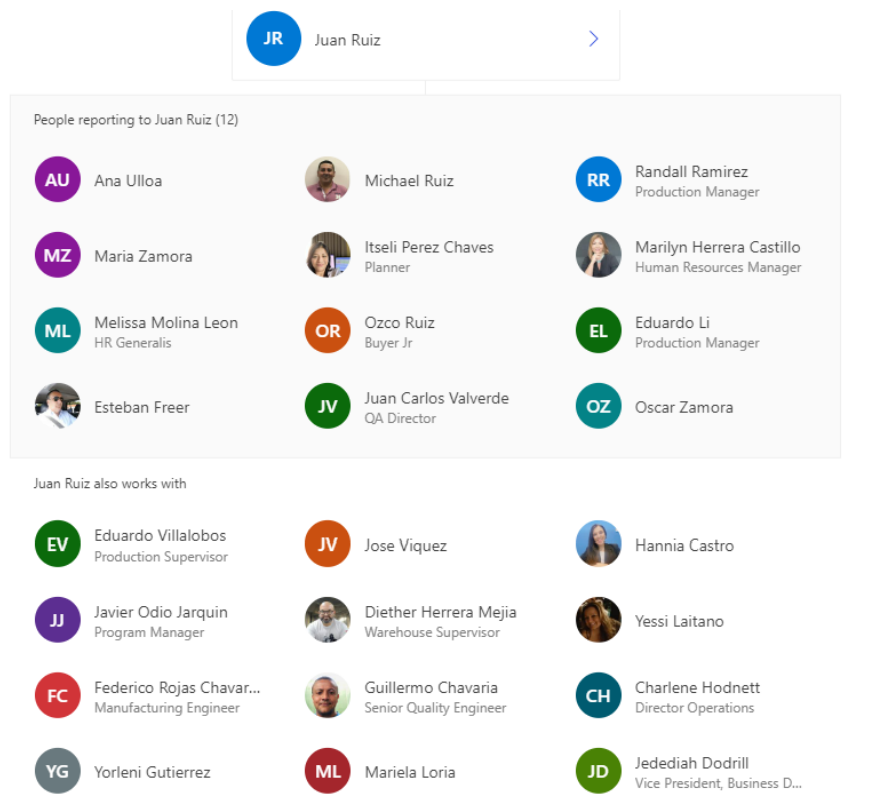 JR Juan Ruiz
People reporting to Juan Ruiz (12)
AU Ana Ulloa
Michael Ruiz
RR Randall Ramirez
Production Manager
MZ Maria Zamora
Itseli Perez Chaves
Planner
Marilyn Herrera Castillo
Human Resources Manager
ML Melissa Molina Leon
HR Generalis
OR Ozco Ruiz
Buyer Jr
EL Eduardo Li
Production Manager
Esteban Freer
JV Juan Carlos Valverde
QA Director
OZ Oscar Zamora
Juan Ruiz also works with
EV Eduardo Villalobos
Production Supervisor
JV Jose Viquez
Hannia Castro
JJ Javier Odio Jarquin
Program Manager
Diether Herrera Mejia
Warehouse Supervisor
Yessi Laitano
FC Federico Rojas Chavar...
Manufacturing Engineer
Guillermo Chavaria
Senior Quality Engineer
CH Charlene Hodnett
Director Operations
YG Yorleni Gutierrez
ML Mariela Loria
JD Jedediah Dodrill
Vice President, Business D...